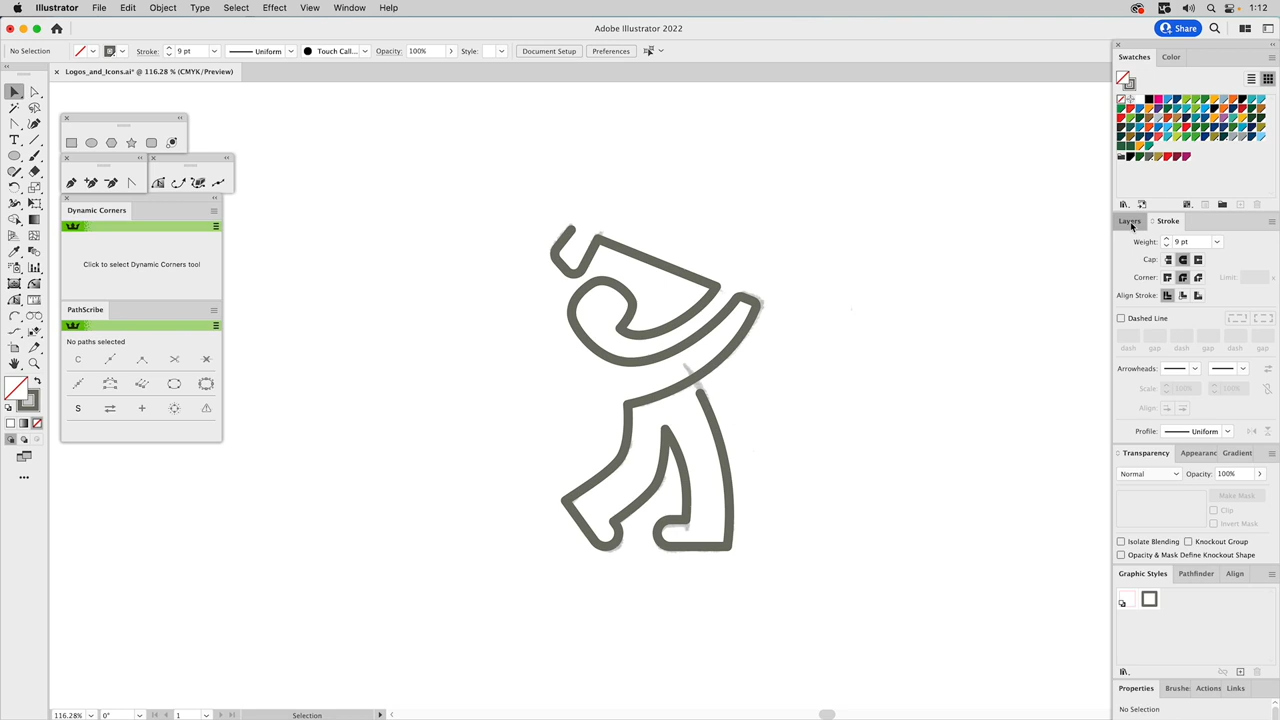 Illustrator File Edit Object Type Select Effect View Window Help 1:12
Adobe Illustrator 2022 Share
No Selection Stroke: 9 pt Uniform Touch Call... Opacity: 100% Style: Document Setup Preferences
× Logos_and_Icons.ai* @ 116.28 % (CMYK/Preview)
Swatches Color
Dynamic Corners
Click to select Dynamic Corners tool
PathScribe
No paths selected
C
S
Layers Stroke
Weight: 9 pt
Cap:
Corner: Limit:
Align Stroke:
Dashed Line
dash gap dash gap dash gap
Arrowheads:
Scale 100% 100%
Align:
Profile: Uniform
Transparency Appearanc Gradient
Normal Opacity: 100%
Make Mask
Clip
Invert Mask
Isolate Blending Knockout Group
Opacity & Mask Define Knockout Shape
Graphic Styles Pathfinder Align
Properties Brushe Actions Links
No Selection
116.28% 0° 1 Selection